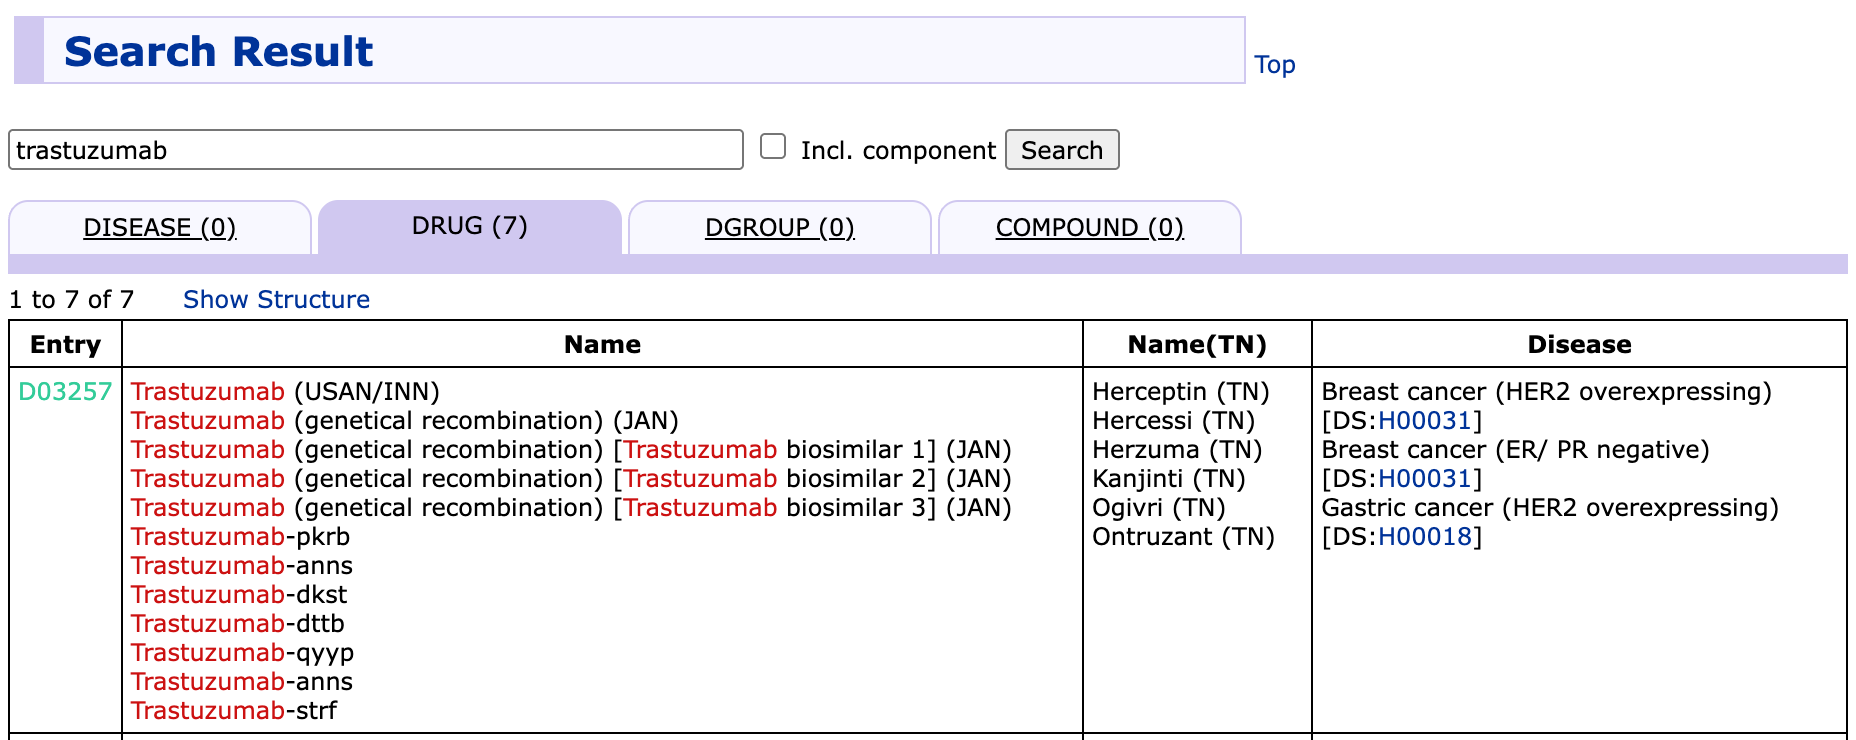 Search Result
Top
trastuzumab
Incl. component
Search
DISEASE (0)
DRUG (7)
DGROUP (0)
COMPOUND (0)
1 to 7 of 7
Show Structure
Entry
Name
Name(TN)
Disease
D03257
Trastuzumab (USAN/INN)
Trastuzumab (genetical recombination) (JAN)
Trastuzumab (genetical recombination) [Trastuzumab biosimilar 1] (JAN)
Trastuzumab (genetical recombination) [Trastuzumab biosimilar 2] (JAN)
Trastuzumab (genetical recombination) [Trastuzumab biosimilar 3] (JAN)
Trastuzumab-pkrb
Trastuzumab-anns
Trastuzumab-dkst
Trastuzumab-dttb
Trastuzumab-qyyp
Trastuzumab-anns
Trastuzumab-strf
Herceptin (TN)
Hercessi (TN)
Herzuma (TN)
Kanjinti (TN)
Ogivri (TN)
Ontruzant (TN)
Breast cancer (HER2 overexpressing)
[DS:H00031]
Breast cancer (ER/ PR negative)
[DS:H00031]
Gastric cancer (HER2 overexpressing)
[DS:H00018]